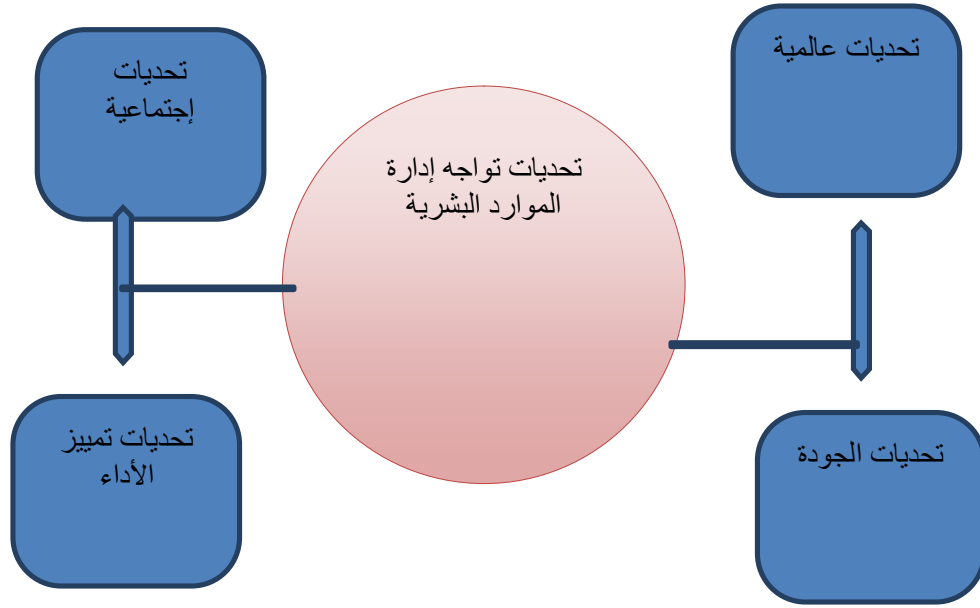 تحديات عالمية
تحديات
إجتماعية
تحديات تواجه إدارة
الموارد البشرية
تحديات تمييز
الأداء
تحديات الجودة